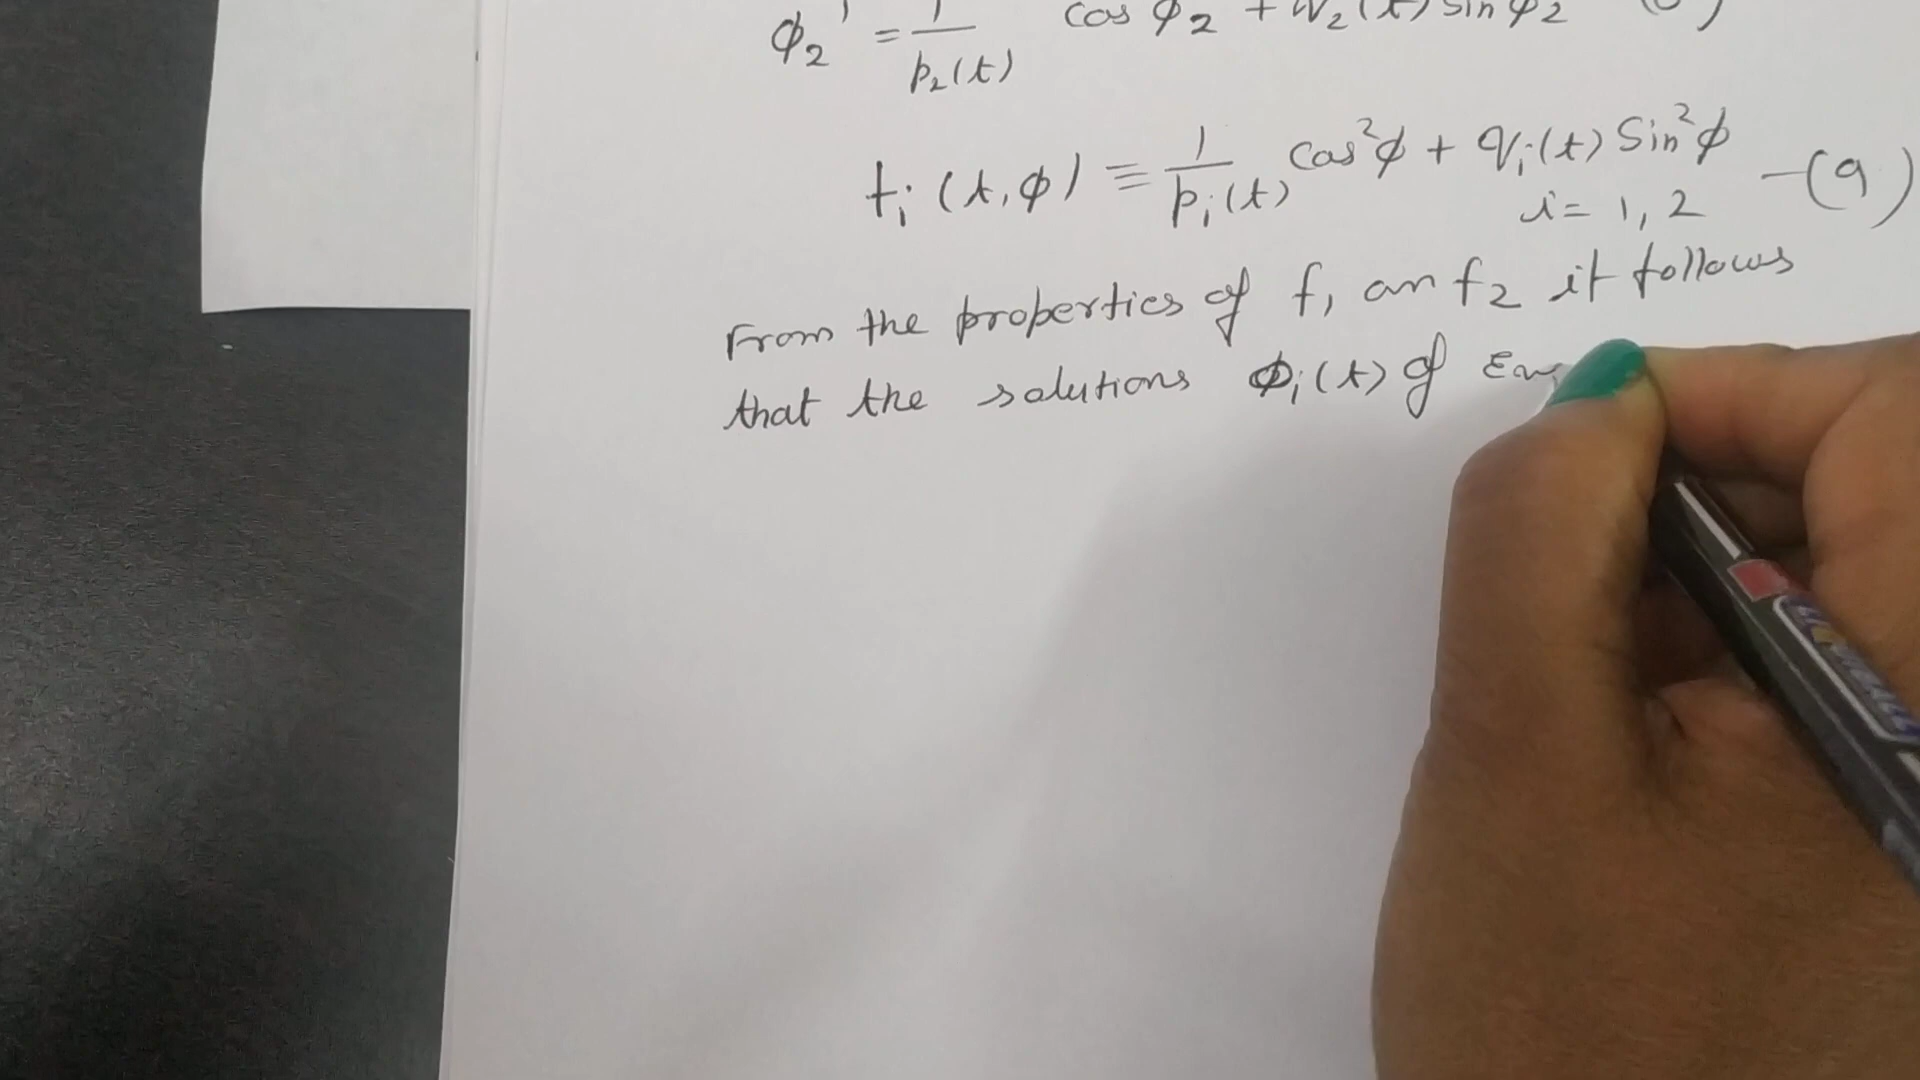 ϕ₂' = 1/p₂(t) cos ϕ₂ + q₂(t) sin ϕ₂
fᵢ(t, ϕ) ≡ 1/pᵢ(t) cos²ϕ + qᵢ(t) Sin²ϕ
i = 1, 2 —(9)
From the properties of f₁ an f₂ it follows
that the solutions ϕᵢ(t) of